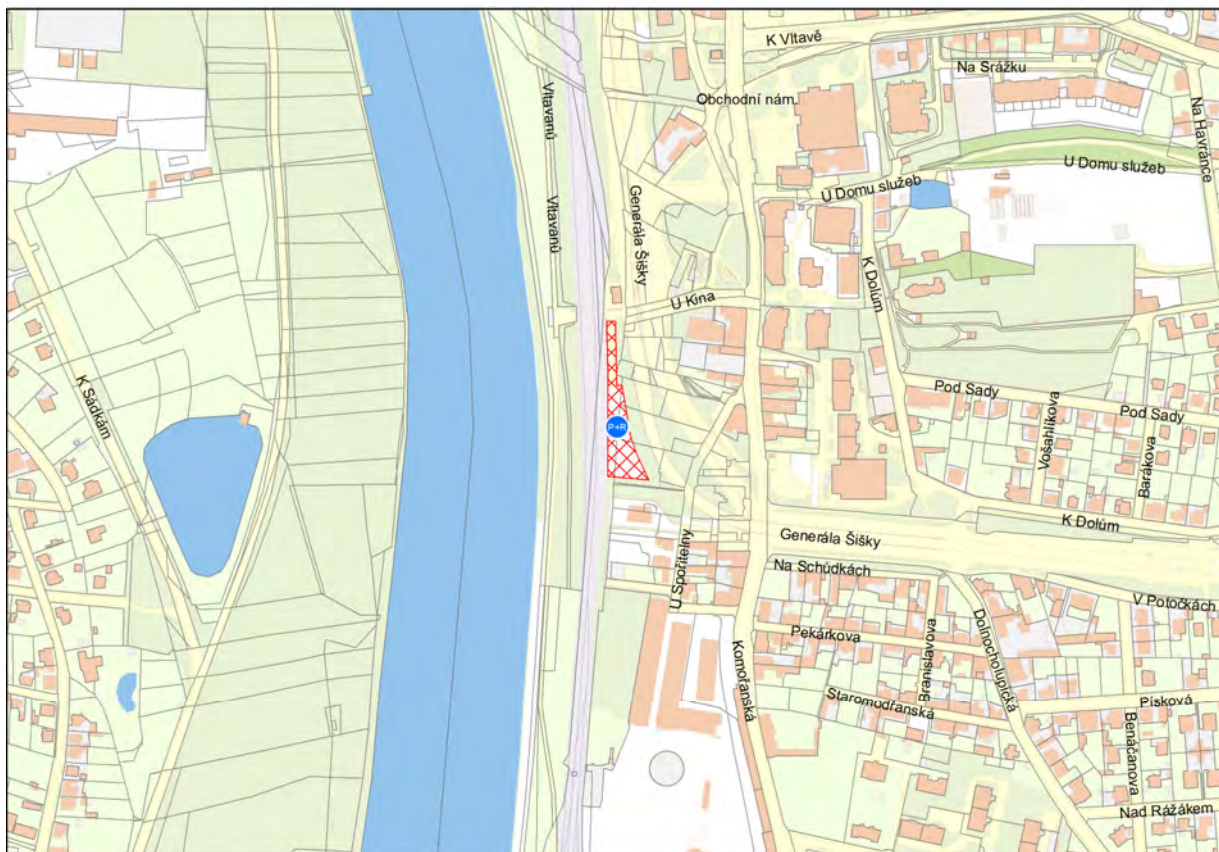 K Vltavě
Na Srážku
Obchodní nám.
Na Havránce
Vltavanů
U Domu služeb
U Domu služeb
Generála Šišky
Vltavanů
K Dolům
U Kina
K Sádkám
Pod Sady
Pod Sady
Vošahlíkova
Barákova
P+R
K Dolům
Generála Šišky
Na Schůdkách
U Spořitelny
V Potočkách
Pekárkova
Branislavova
Dolnocholupická
Komořanská
Staromodřanská
Písková
Benáčanova
Nad Rážákem